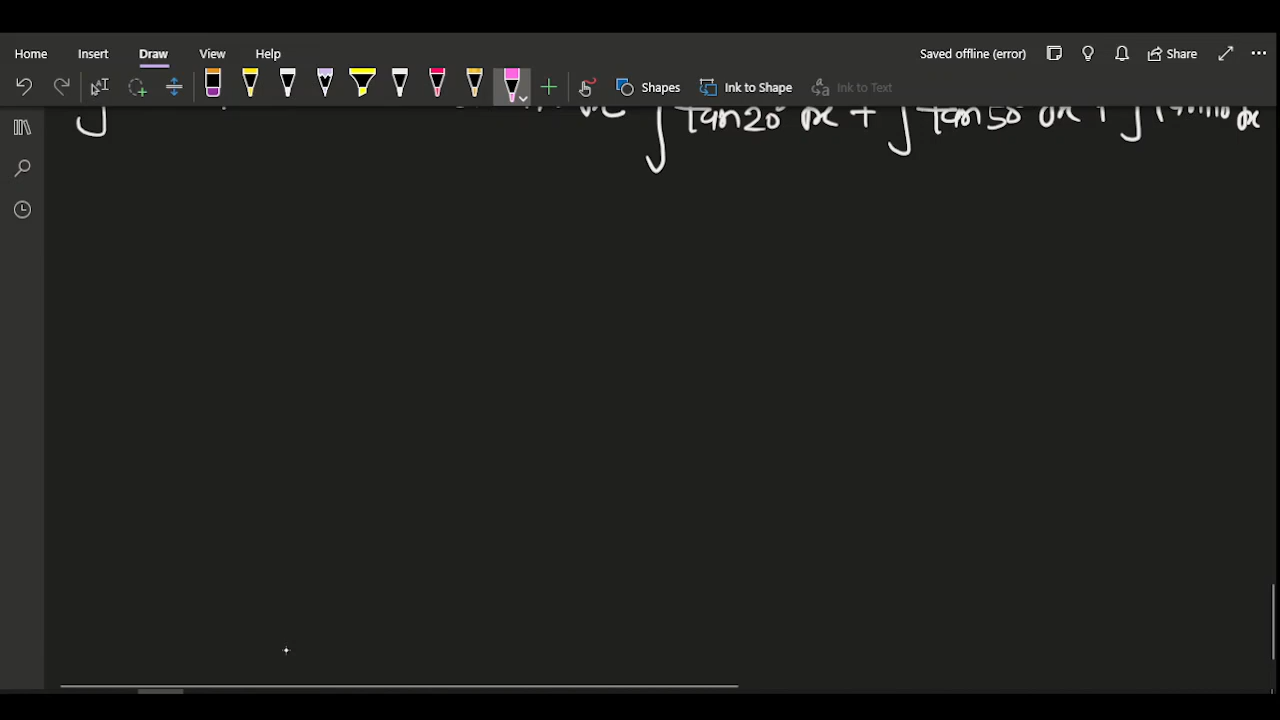 Home Insert Draw View Help Saved offline (error) Share
Ink to Shape Ink to Text Shapes
∫ tan20° dx + ∫ tan50° dx + ∫ dx